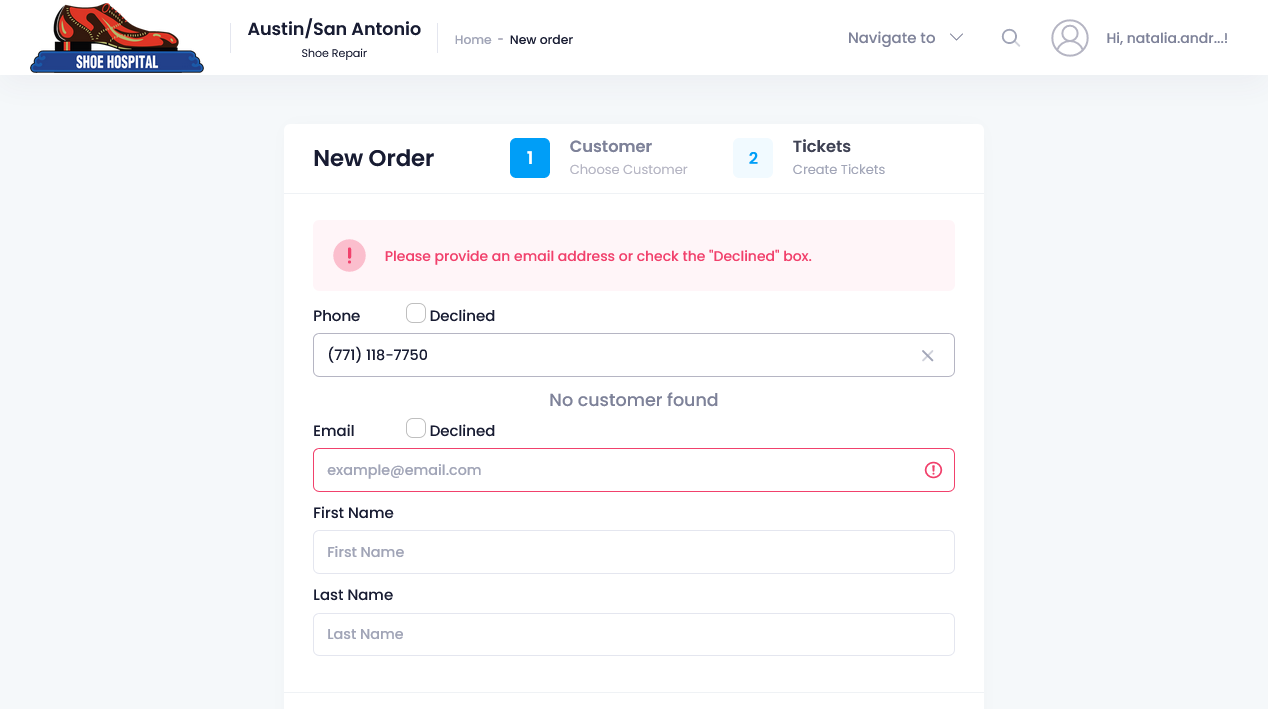 SHOE HOSPITAL
Austin/San Antonio
Shoe Repair
Home - New order
Navigate to
Hi, natalia.andr...!
New Order
1
Customer
Choose Customer
2
Tickets
Create Tickets
Please provide an email address or check the "Declined" box.
Phone
Declined
(771) 118-7750
No customer found
Email
Declined
example@email.com
First Name
First Name
Last Name
Last Name